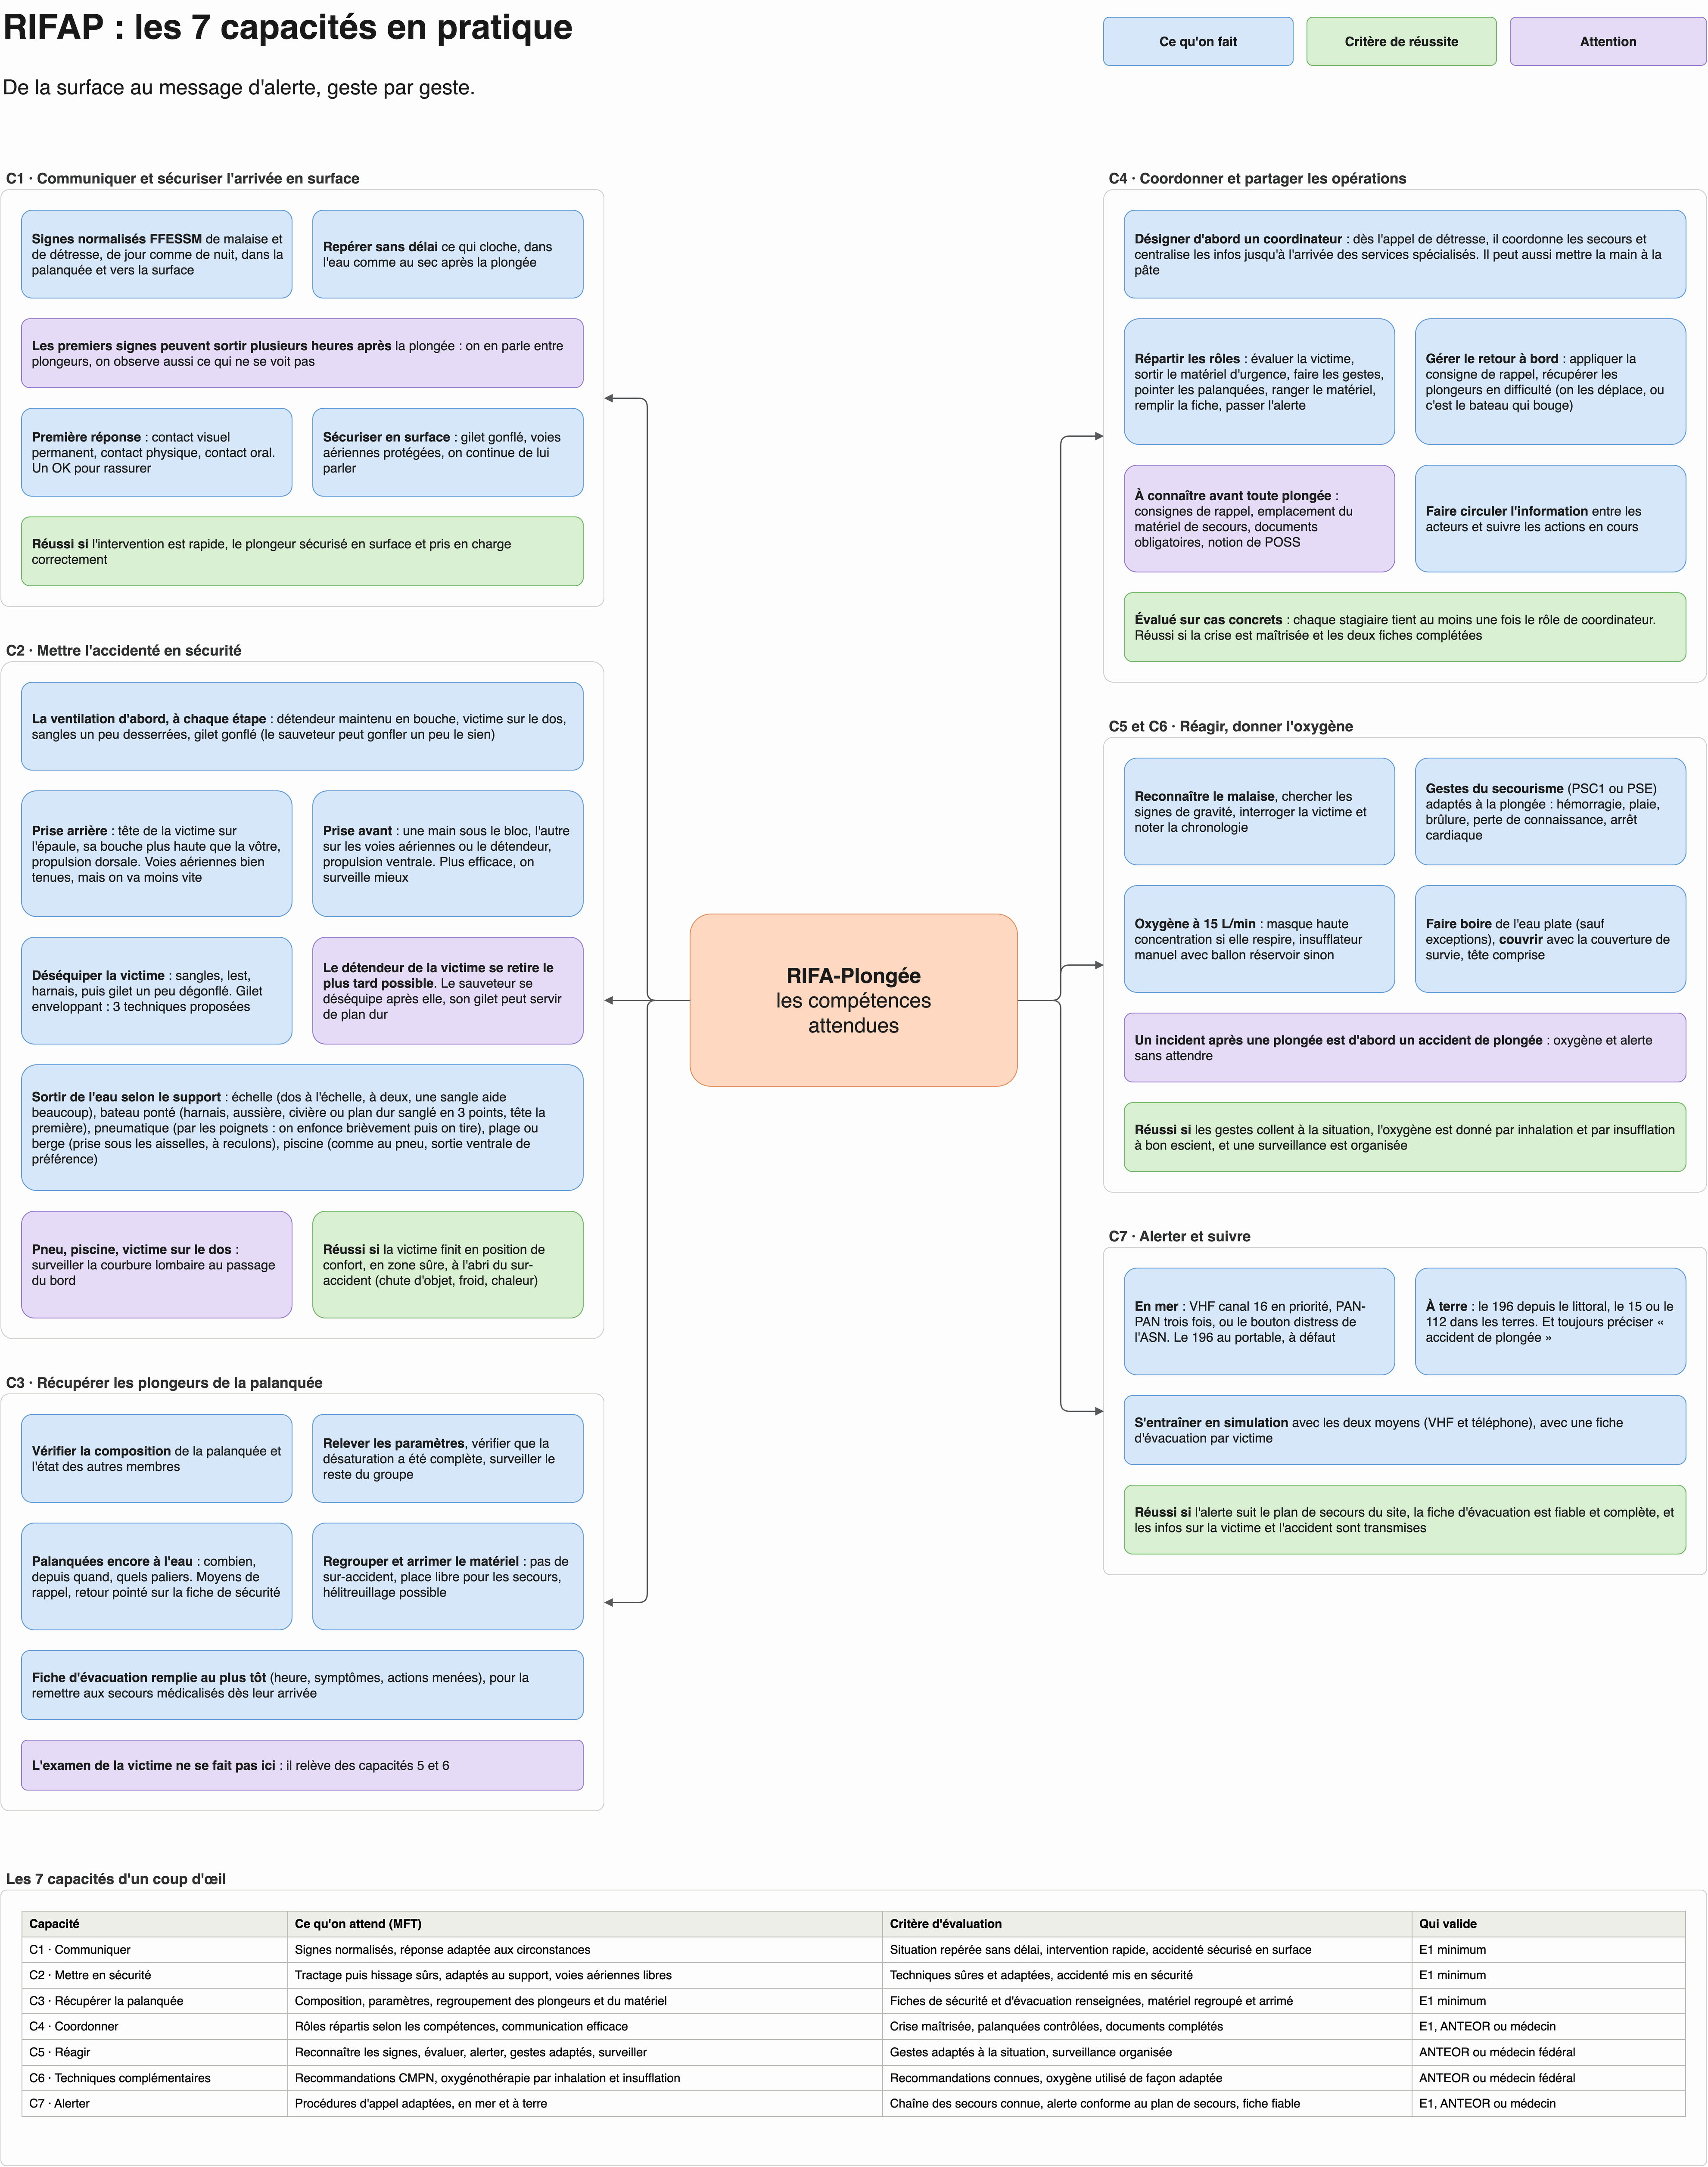 RIFAP : les 7 capacités en pratique
De la surface au message d'alerte, geste par geste.
Ce qu'on fait
Critère de réussite
Attention
C1 · Communiquer et sécuriser l'arrivée en surface
Signes normalisés FFESSM de malaise et
de détresse, de jour comme de nuit, dans la
palanquée et vers la surface
Repérer sans délai ce qui cloche, dans
l'eau comme au sec après la plongée
Les premiers signes peuvent sortir plusieurs heures après la plongée : on en parle entre
plongeurs, on observe aussi ce qui ne se voit pas
Première réponse : contact visuel
permanent, contact physique, contact oral.
Un OK pour rassurer
Sécuriser en surface : gilet gonflé, voies
aériennes protégées, on continue de lui
parler
Réussi si l'intervention est rapide, le plongeur sécurisé en surface et pris en charge
correctement
C2 · Mettre l'accidenté en sécurité
La ventilation d'abord, à chaque étape : détendeur maintenu en bouche, victime sur le dos,
sangles un peu desserrées, gilet gonflé (le sauveteur peut gonfler un peu le sien)
Prise arrière : tête de la victime sur
l'épaule, sa bouche plus haute que la vôtre,
propulsion dorsale. Voies aériennes bien
tenues, mais on va moins vite
Prise avant : une main sous le bloc, l'autre
sur les voies aériennes ou le détendeur,
propulsion ventrale. Plus efficace, on
surveille mieux
Déséquiper la victime : sangles, lest,
harnais, puis gilet un peu dégonflé. Gilet
enveloppant : 3 techniques proposées
Le détendeur de la victime se retire le
plus tard possible. Le sauveteur se
déséquipe après elle, son gilet peut servir
de plan dur
Sortir de l'eau selon le support : échelle (dos à l'échelle, à deux, une sangle aide
beaucoup), bateau ponté (harnais, aussière, civière ou plan dur sanglé en 3 points, tête la
première), pneumatique (par les poignets : on enfonce brièvement puis on tire), plage ou
berge (prise sous les aisselles, à reculons), piscine (comme au pneu, sortie ventrale de
préférence)
Pneu, piscine, victime sur le dos :
surveiller la courbure lombaire au passage
du bord
Réussi si la victime finit en position de
confort, en zone sûre, à l'abri du sur-
accident (chute d'objet, froid, chaleur)
C3 · Récupérer les plongeurs de la palanquée
Vérifier la composition de la palanquée et
l'état des autres membres
Relever les paramètres, vérifier que la
désaturation a été complète, surveiller le
reste du groupe
Palanquées encore à l'eau : combien,
depuis quand, quels paliers. Moyens de
rappel, retour pointé sur la fiche de sécurité
Regrouper et arrimer le matériel : pas de
sur-accident, place libre pour les secours,
hélitreuillage possible
Fiche d'évacuation remplie au plus tôt (heure, symptômes, actions menées), pour la
remettre aux secours médicalisés dès leur arrivée
L'examen de la victime ne se fait pas ici : il relève des capacités 5 et 6
RIFA-Plongée
les compétences
attendues
C4 · Coordonner et partager les opérations
Désigner d'abord un coordinateur : dès l'appel de détresse, il coordonne les secours et
centralise les infos jusqu'à l'arrivée des services spécialisés. Il peut aussi mettre la main à la
pâte
Répartir les rôles : évaluer la victime,
sortir le matériel d'urgence, faire les gestes,
pointer les palanquées, ranger le matériel,
remplir la fiche, passer l'alerte
Gérer le retour à bord : appliquer la
consigne de rappel, récupérer les
plongeurs en difficulté (on les déplace, ou
c'est le bateau qui bouge)
À connaître avant toute plongée :
consignes de rappel, emplacement du
matériel de secours, documents
obligatoires, notion de POSS
Faire circuler l'information entre les
acteurs et suivre les actions en cours
Évalué sur cas concrets : chaque stagiaire tient au moins une fois le rôle de coordinateur.
Réussi si la crise est maîtrisée et les deux fiches complétées
C5 et C6 · Réagir, donner l'oxygène
Reconnaître le malaise, chercher les
signes de gravité, interroger la victime et
noter la chronologie
Gestes du secourisme (PSC1 ou PSE)
adaptés à la plongée : hémorragie, plaie,
brûlure, perte de connaissance, arrêt
cardiaque
Oxygène à 15 L/min : masque haute
concentration si elle respire, insufflateur
manuel avec ballon réservoir sinon
Faire boire de l'eau plate (sauf
exceptions), couvrir avec la couverture de
survie, tête comprise
Un incident après une plongée est d'abord un accident de plongée : oxygène et alerte
sans attendre
Réussi si les gestes collent à la situation, l'oxygène est donné par inhalation et par insufflation
à bon escient, et une surveillance est organisée
C7 · Alerter et suivre
En mer : VHF canal 16 en priorité, PAN-
PAN trois fois, ou le bouton distress de
l'ASN. Le 196 au portable, à défaut
À terre : le 196 depuis le littoral, le 15 ou le
112 dans les terres. Et toujours préciser «
accident de plongée »
S'entraîner en simulation avec les deux moyens (VHF et téléphone), avec une fiche
d'évacuation par victime
Réussi si l'alerte suit le plan de secours du site, la fiche d'évacuation est fiable et complète, et
les infos sur la victime et l'accident sont transmises
Les 7 capacités d'un coup d'œil
Capacité Ce qu'on attend (MFT) Critère d'évaluation Qui valide
C1 · Communiquer Signes normalisés, réponse adaptée aux circonstances Situation repérée sans délai, intervention rapide, accidenté sécurisé en surface E1 minimum
C2 · Mettre en sécurité Tractage puis hissage sûrs, adaptés au support, voies aériennes libres Techniques sûres et adaptées, accidenté mis en sécurité E1 minimum
C3 · Récupérer la palanquée Composition, paramètres, regroupement des plongeurs et du matériel Fiches de sécurité et d'évacuation renseignées, matériel regroupé et arrimé E1 minimum
C4 · Coordonner Rôles répartis selon les compétences, communication efficace Crise maîtrisée, palanquées contrôlées, documents complétés E1, ANTEOR ou médecin
C5 · Réagir Reconnaître les signes, évaluer, alerter, gestes adaptés, surveiller Gestes adaptés à la situation, surveillance organisée ANTEOR ou médecin fédéral
C6 · Techniques complémentaires Recommandations CMPN, oxygénothérapie par inhalation et insufflation Recommandations connues, oxygène utilisé de façon adaptée ANTEOR ou médecin fédéral
C7 · Alerter Procédures d'appel adaptées, en mer et à terre Chaîne des secours connue, alerte conforme au plan de secours, fiche fiable E1, ANTEOR ou médecin